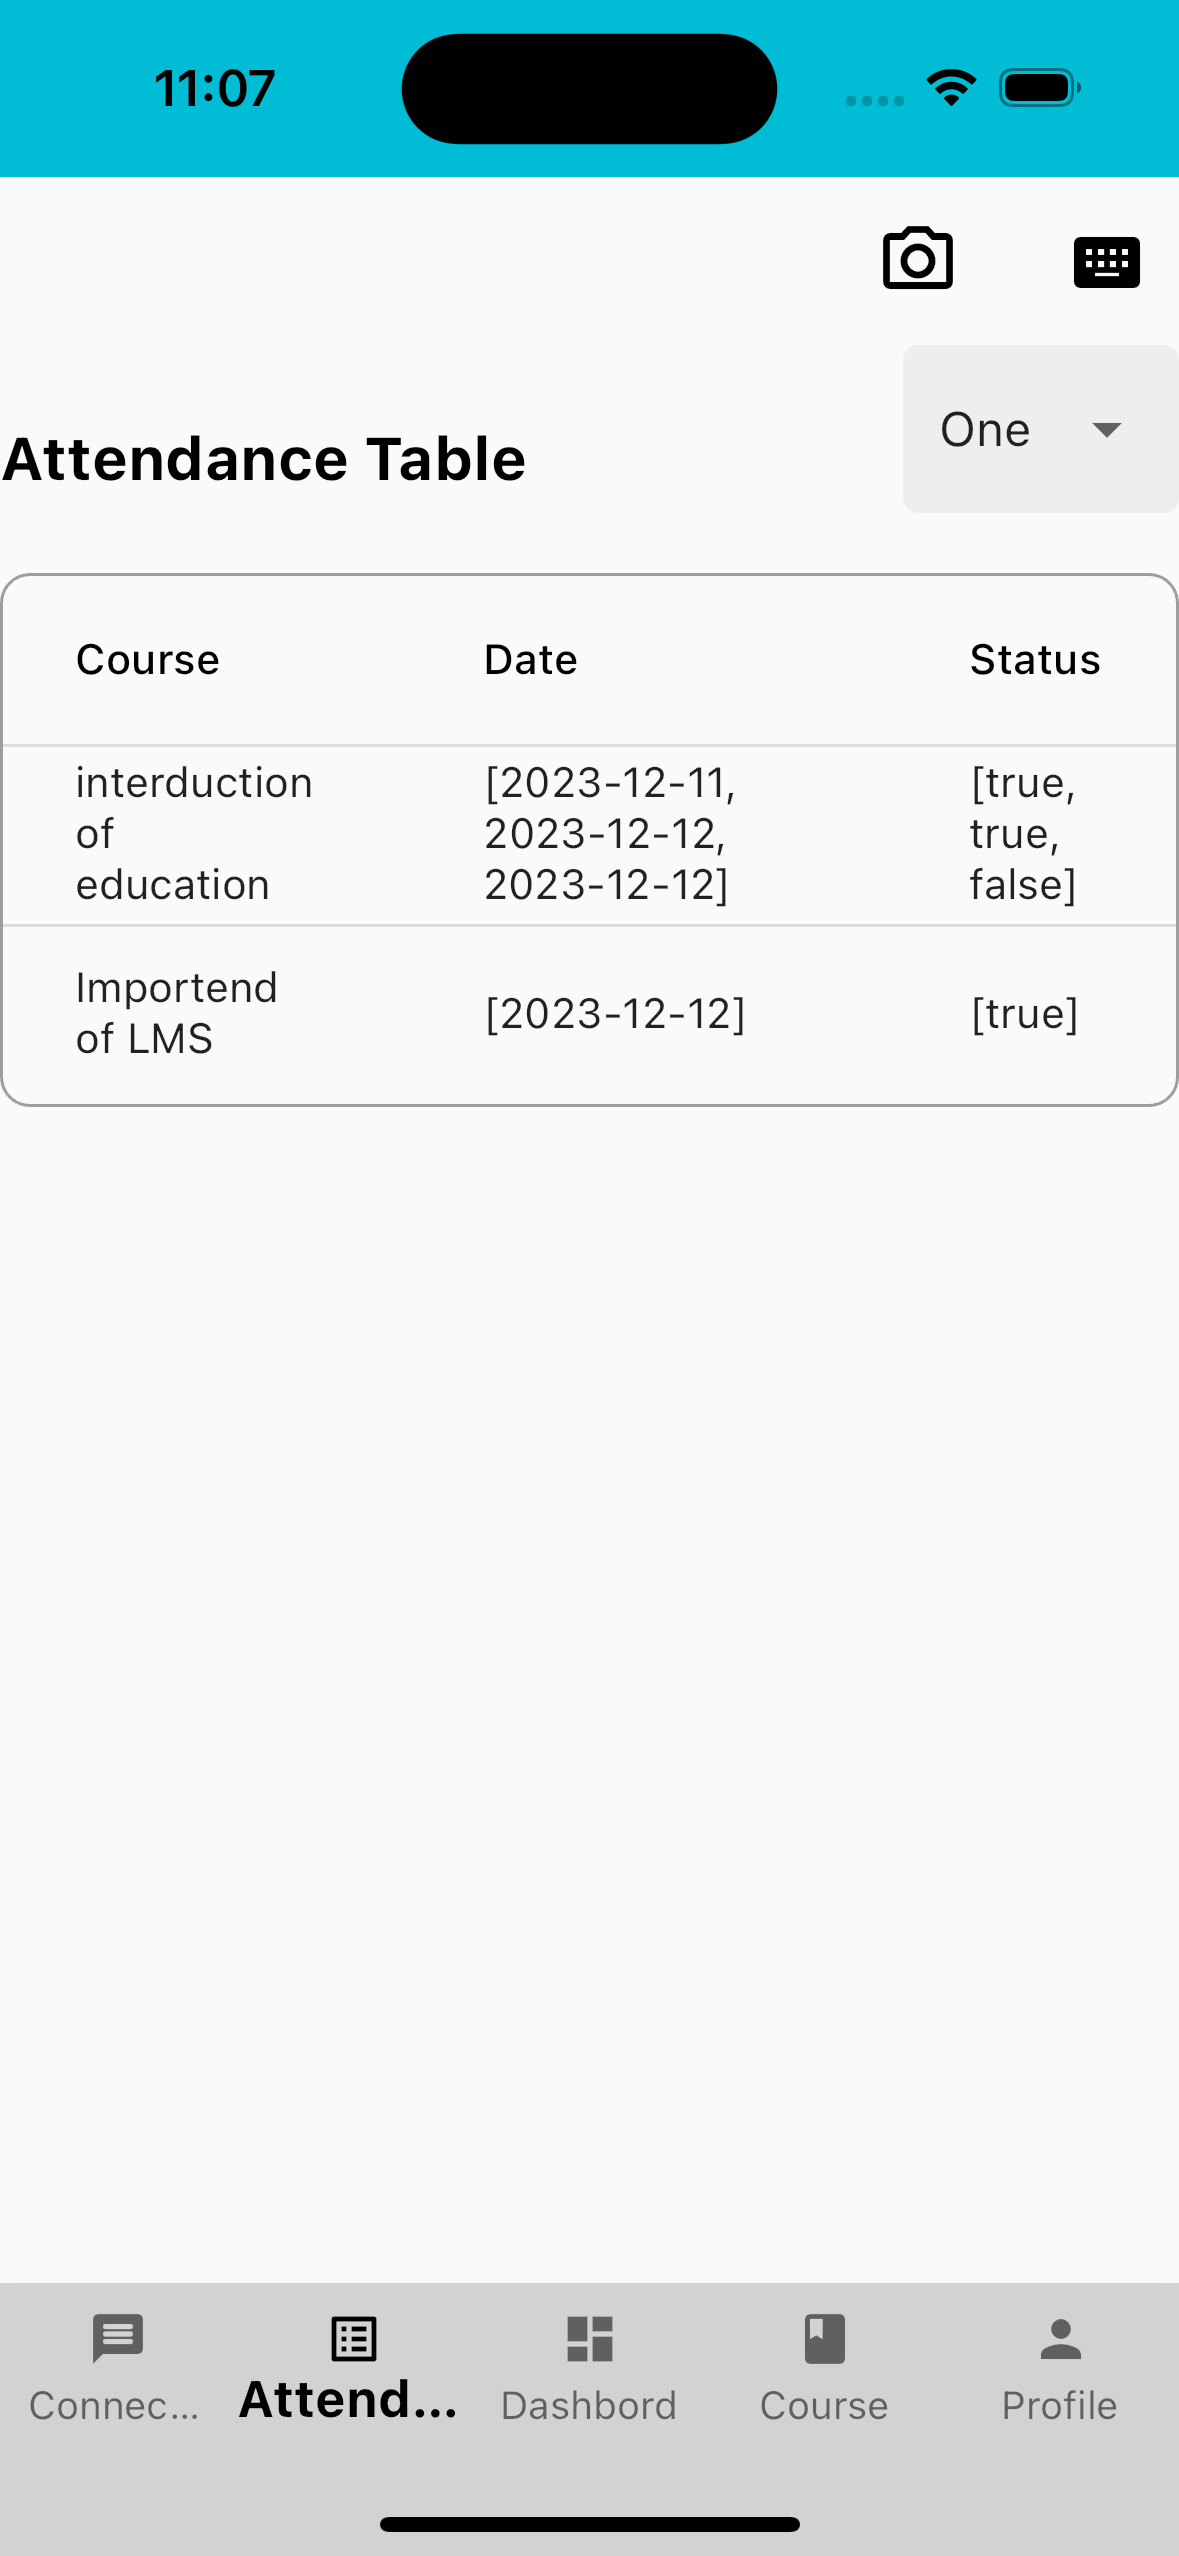 11:07
One
Attendance Table
Course Date Status
interduction [2023-12-11, [true,
of 2023-12-12, true,
education 2023-12-12] false]
Importend
of LMS
[2023-12-12] [true]
Connec... Attend... Dashbord Course Profile